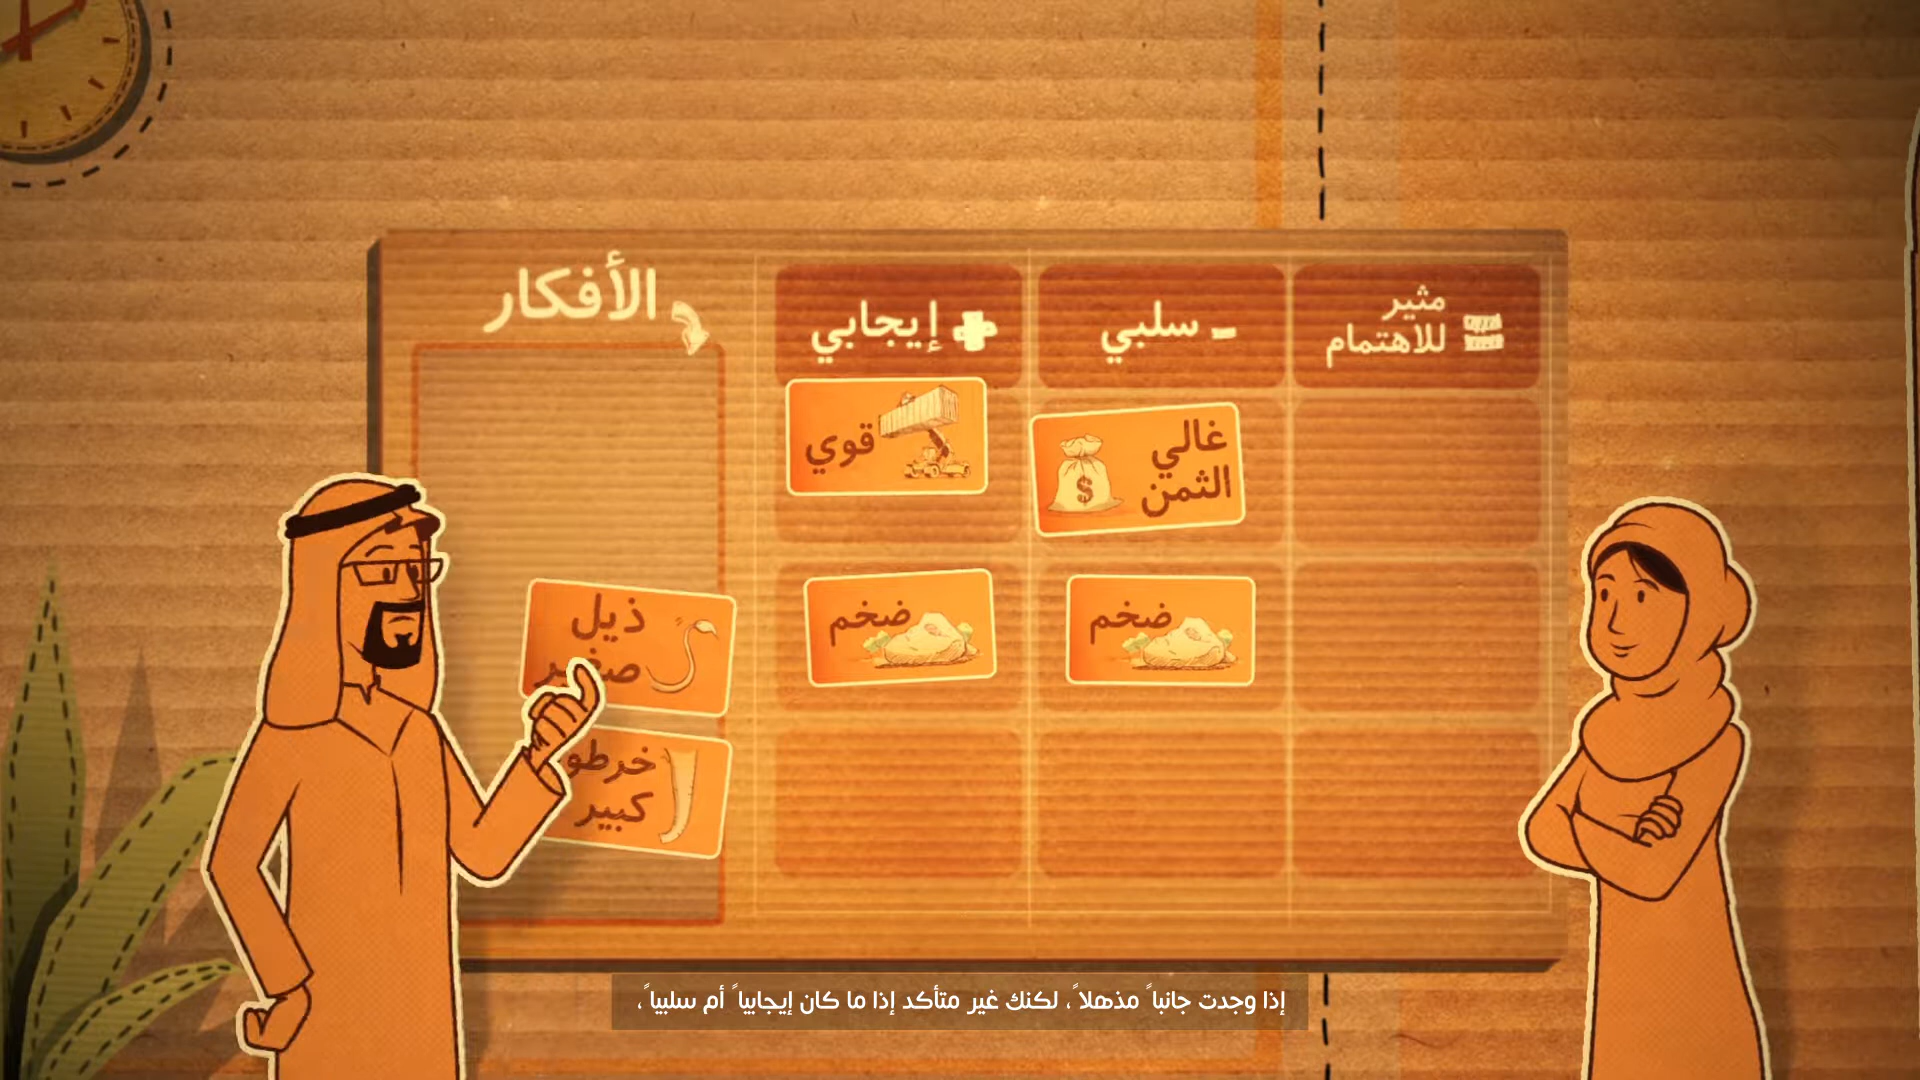 الأفكار
إيجابي
سلبي
مثير
للاهتمام
قوي
غالي
الثمن
ضخم
ضخم
ذيل
كبير
إذا وجدت جانباً مذهلاً، لكنك غير متأكد إذا ما كان إيجابياً أم سلبياً،